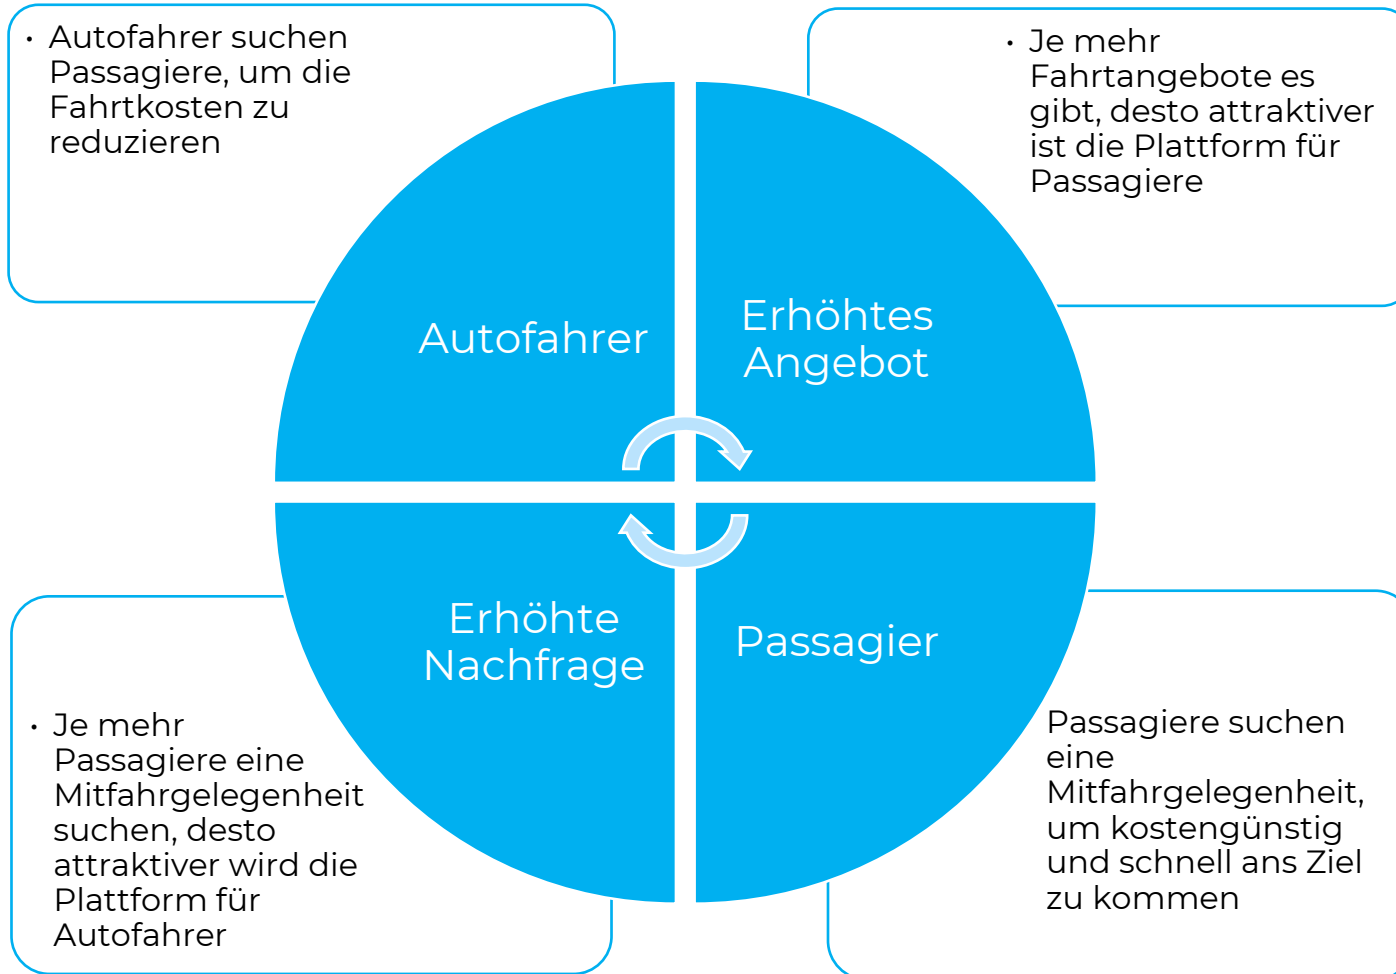 · Autofahrer suchen
Passagiere, um die
Fahrtkosten zu
reduzieren
· Je mehr
Fahrtangebote es
gibt, desto attraktiver
ist die Plattform für
Passagiere
Autofahrer
Erhöhtes
Angebot
Erhöhte
Nachfrage
Passagier
· Je mehr
Passagiere eine
Mitfahrgelegenheit
suchen, desto
attraktiver wird die
Plattform für
Autofahrer
Passagiere suchen
eine
Mitfahrgelegenheit,
um kostengünstig
und schnell ans Ziel
zu kommen